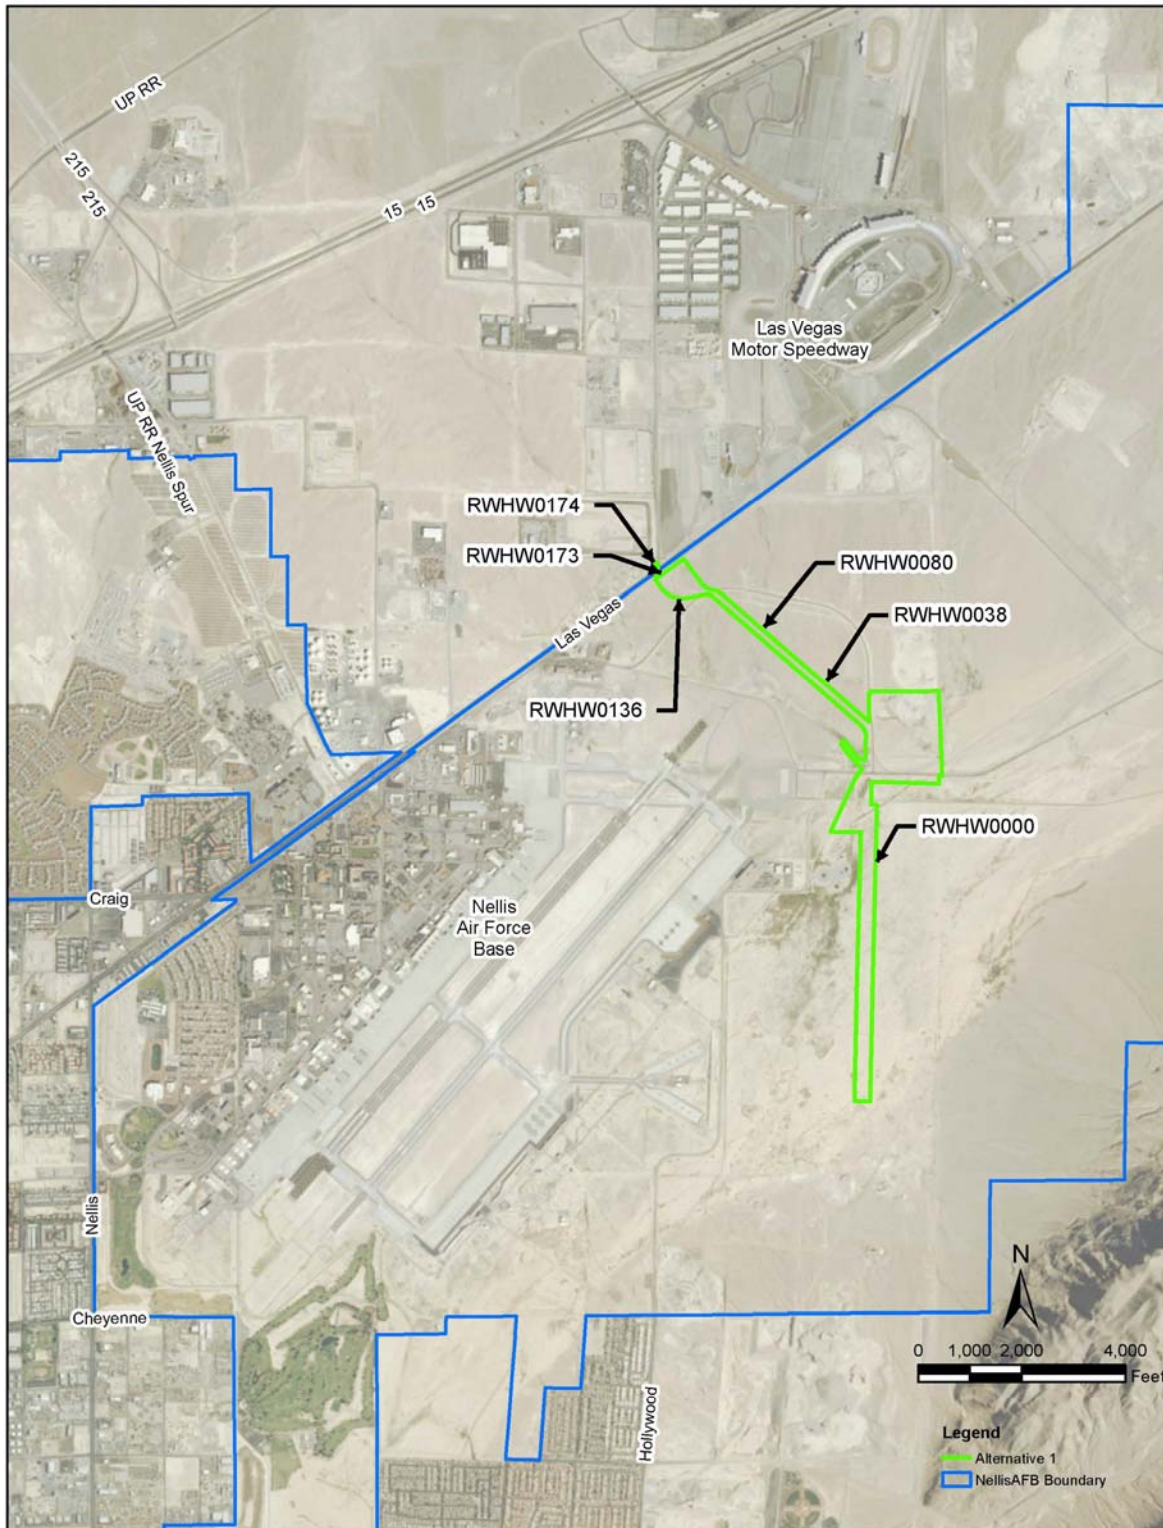 UP RR
215
215
15
15
Las Vegas
Motor Speedway
UP RR Nellis Spur
RWHW0174
RWHW0173
RWHW0080
Las Vegas
RWHW0038
RWHW0136
RWHW0000
Craig
Nellis
Air Force
Base
Nellis
N
Cheyenne
0 1,000 2,000 4,000
Feet
Hollywood
Legend
Alternative 1
NellisAFB Boundary